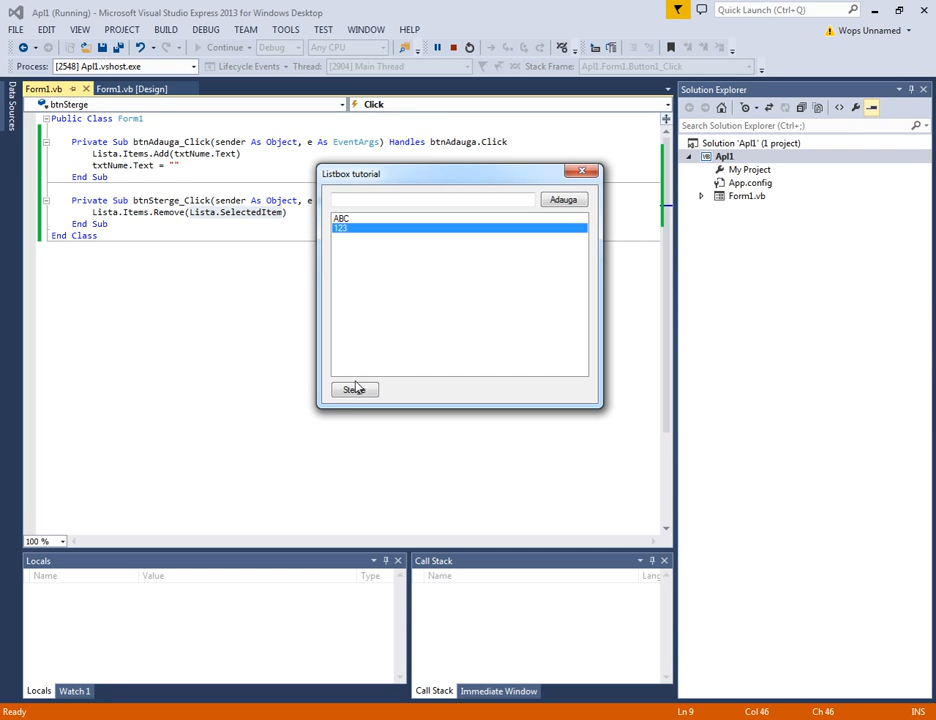 Apl1 (Running) - Microsoft Visual Studio Express 2013 for Windows Desktop
Quick Launch (Ctrl+Q)
FILE EDIT VIEW PROJECT BUILD DEBUG TEAM TOOLS TEST WINDOW HELP
Wops Unnamed
Continue Debug Any CPU
Process: [2548] Apl1.vshost.exe Lifecycle Events Thread: [2904] Main Thread Stack Frame: Apl1.Form1.Button1_Click
Data Sources
Form1.vb Form1.vb [Design]
btnSterge Click
Public Class Form1
Private Sub btnAdauga_Click(sender As Object, e As EventArgs) Handles btnAdauga.Click
Lista.Items.Add(txtNume.Text)
txtNume.Text = ""
End Sub
Private Sub btnSterge_Click(sender As Object, e
Lista.Items.Remove(Lista.SelectedItem)
End Sub
End Class
Listbox tutorial
Adauga
ABC
123
100 %
Solution Explorer
Search Solution Explorer (Ctrl+;)
Solution 'Apl1' (1 project)
Apl1
My Project
App.config
Form1.vb
Locals
Name Value Type
Call Stack
Name Lang
Locals Watch 1
Call Stack Immediate Window
Ready Ln 9 Col 46 Ch 46 INS